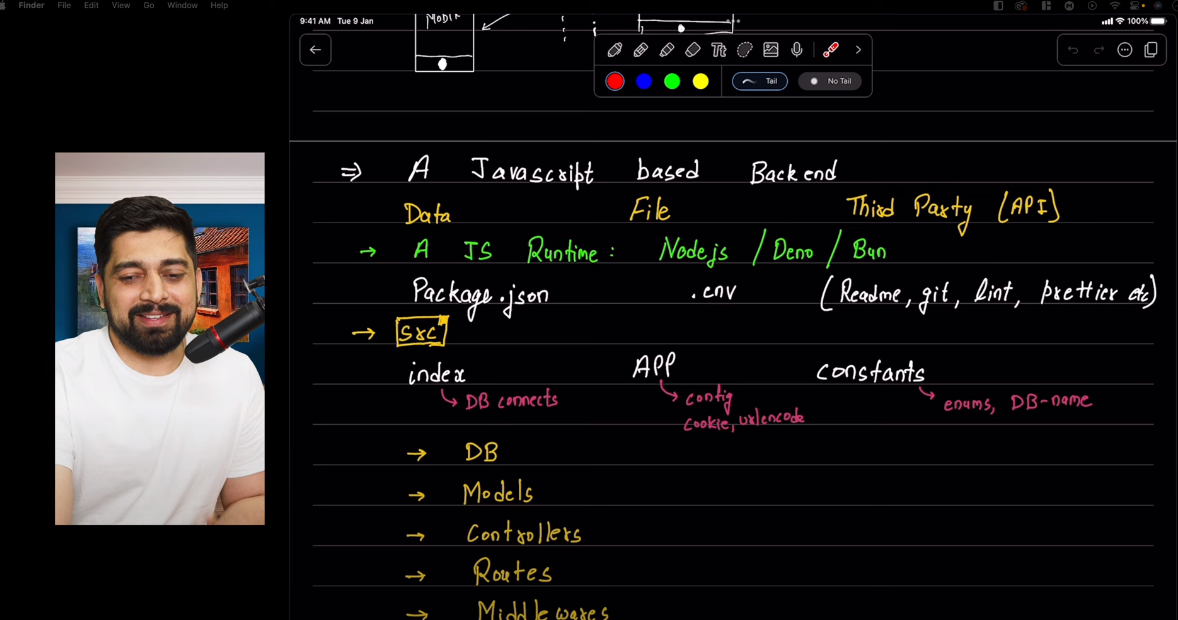 Finder File Edit View Go Window Help
9:41 AM Tue 9 Jan
100%
Tt
Tail
No Tail
⇒ A Javascript based Backend
Data File Third Party (API)
→ A JS Runtime: Nodejs / Deno / Bun
Package.json .env (Readme, git, lint, prettier etc)
→ src
index APP constants
DB connects config enums, DB-name
cookie, urlencode
→ DB
→ Models
→ Controllers
→ Routes
→ Middlewares